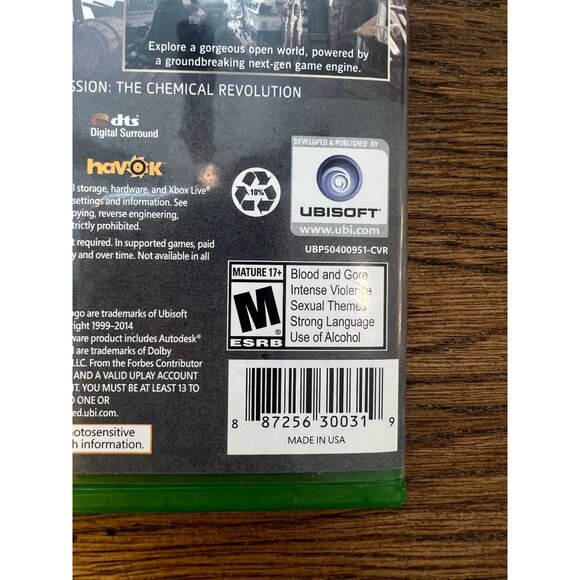 Explore a gorgeous open world, powered by
a groundbreaking next-gen game engine.
SSION: THE CHEMICAL REVOLUTION
dts
Digital Surround
DEVELOPED & PUBLISHED BY
UBISOFT®
www.ubi.com
havok
10%
l storage, hardware, and Xbox Live®
settings and information. See
pying, reverse engineering,
strictly prohibited.
UBP50400951-CVR
t required. In supported games, paid
y and over time. Not available in all
MATURE 17+
M
ESRB
Blood and Gore
Intense Violence
Sexual Themes
Strong Language
Use of Alcohol
ogo are trademarks of Ubisoft
right 1999–2014
ware product includes Autodesk®
l are trademarks of Dolby
LLC. From the Forbes Contributor
AND A VALID UPLAY ACCOUNT
T. YOU MUST BE AT LEAST 13 TO
D ONE OR
ed.ubi.com.
hotosensitive
h information.
8 87256 30031 9
MADE IN USA